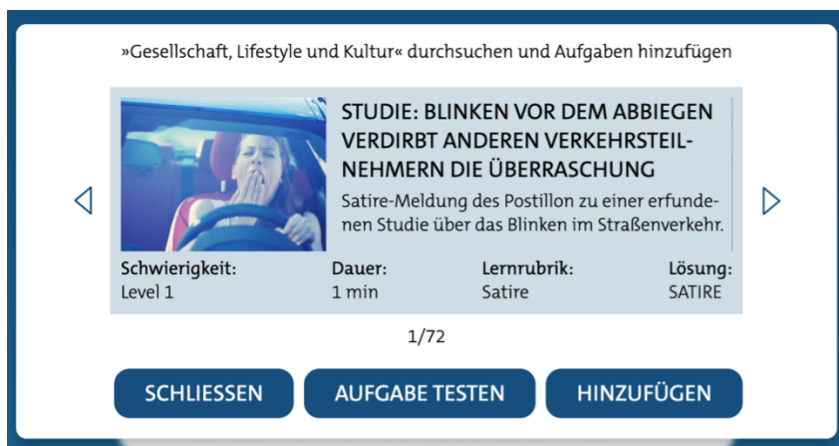 »Gesellschaft, Lifestyle und Kultur« durchsuchen und Aufgaben hinzufügen
STUDIE: BLINKEN VOR DEM ABBIEGEN
VERDIRBT ANDEREN VERKEHRSTEIL-
NEHMERN DIE ÜBERRASCHUNG
Satire-Meldung des Postillon zu einer erfunde-
nen Studie über das Blinken im Straßenverkehr.
Schwierigkeit: Dauer: Lernrubrik: Lösung:
Level 1 1 min Satire SATIRE
1/72
SCHLIESSEN AUFGABE TESTEN HINZUFÜGEN